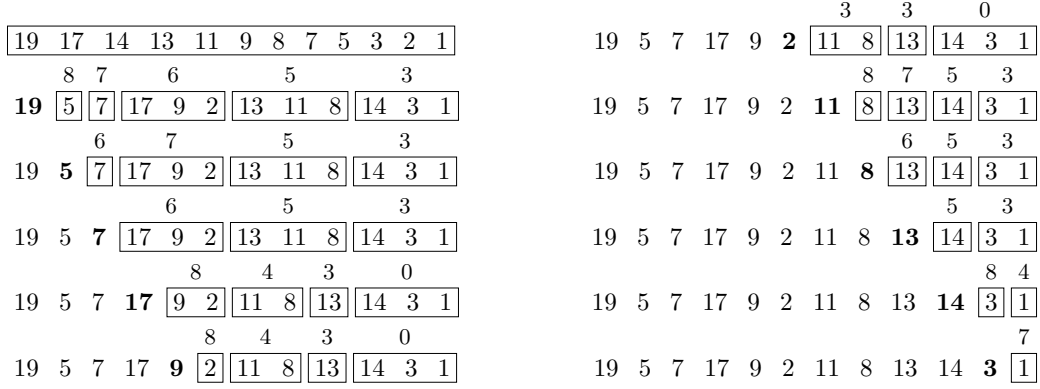 19 17 14 13 11 9 8 7 5 3 2 1
8 7 6 5 3
19 5 7 17 9 2 13 11 8 14 3 1
6 7 5 3
19 5 7 17 9 2 13 11 8 14 3 1
6 5 3
19 5 7 17 9 2 13 11 8 14 3 1
8 4 3 0
19 5 7 17 9 2 11 8 13 14 3 1
8 4 3 0
19 5 7 17 9 2 11 8 13 14 3 1
3 3 0
19 5 7 17 9 2 11 8 13 14 3 1
8 7 5 3
19 5 7 17 9 2 11 8 13 14 3 1
6 5 3
19 5 7 17 9 2 11 8 13 14 3 1
5 3
19 5 7 17 9 2 11 8 13 14 3 1
8 4
19 5 7 17 9 2 11 8 13 14 3 1
7
19 5 7 17 9 2 11 8 13 14 3 1